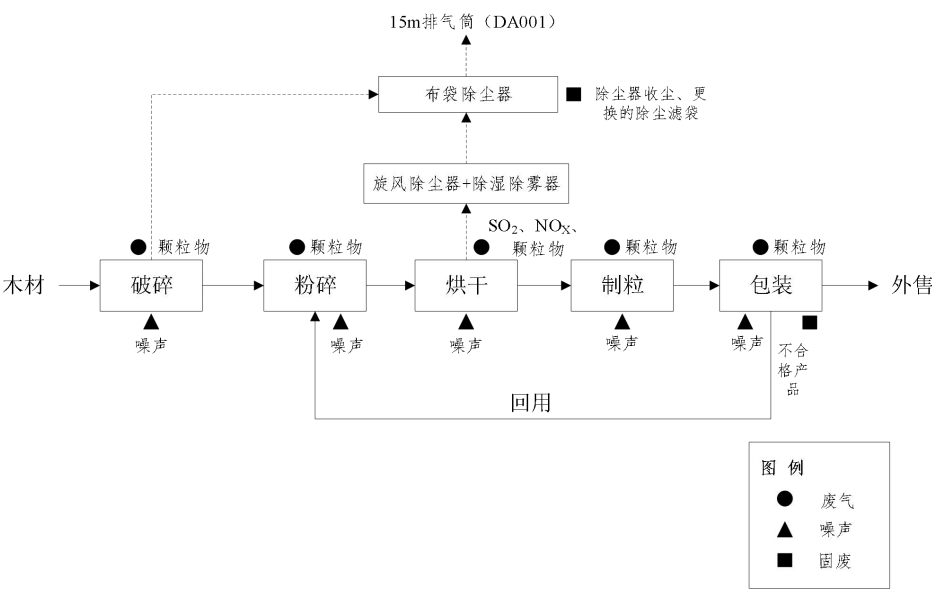 15m排气筒（DA001）
布袋除尘器
除尘器收尘、更
换的除尘滤袋
旋风除尘器+除湿除雾器
SO2、NOX、
颗粒物
颗粒物
颗粒物
颗粒物
颗粒物
木材
破碎
粉碎
烘干
制粒
包装
外售
噪声
噪声
噪声
噪声
噪声
不合
格产
品
回用
图 例
废气
噪声
固废